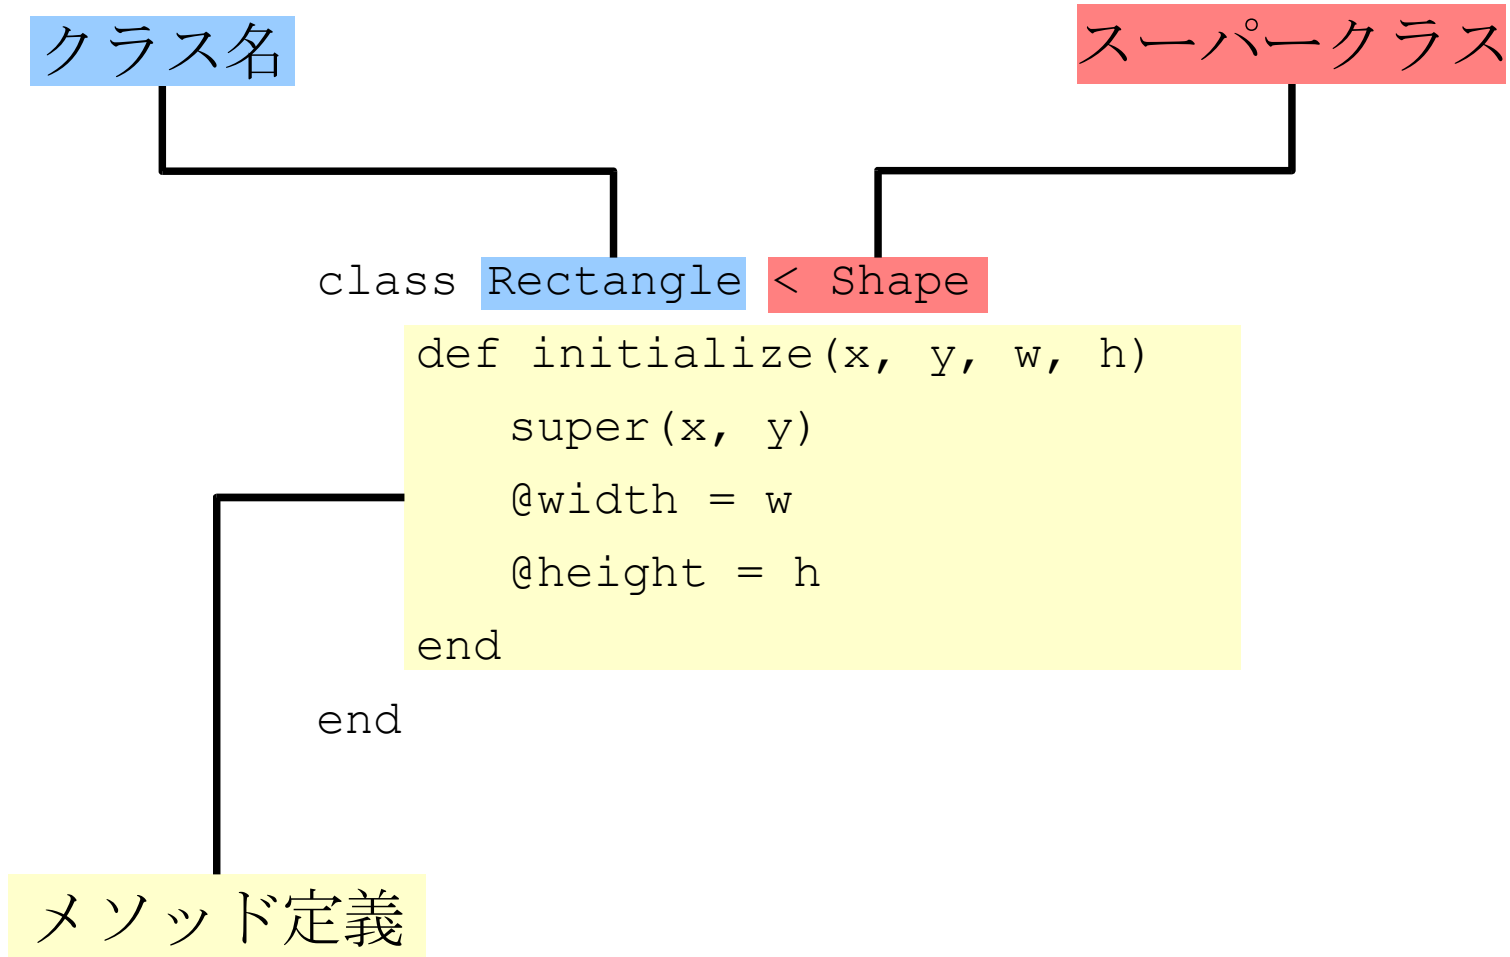 クラス名
スーパークラス
class Rectangle < Shape
def initialize(x, y, w, h)
super(x, y)
@width = w
@height = h
end
end
メソッド定義